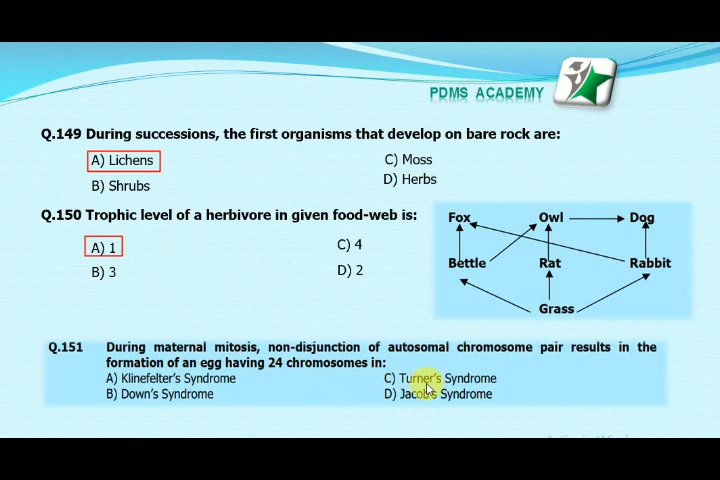 PDMS ACADEMY
Q.149 During successions, the first organisms that develop on bare rock are:
A) Lichens
C) Moss
B) Shrubs
D) Herbs
Q.150 Trophic level of a herbivore in given food-web is:
A) 1
C) 4
B) 3
D) 2
Fox Owl Dog
Bettle Rat Rabbit
Grass
Q.151 During maternal mitosis, non-disjunction of autosomal chromosome pair results in the
formation of an egg having 24 chromosomes in:
A) Klinefelter's Syndrome
C) Turner's Syndrome
B) Down's Syndrome
D) Jacob's Syndrome